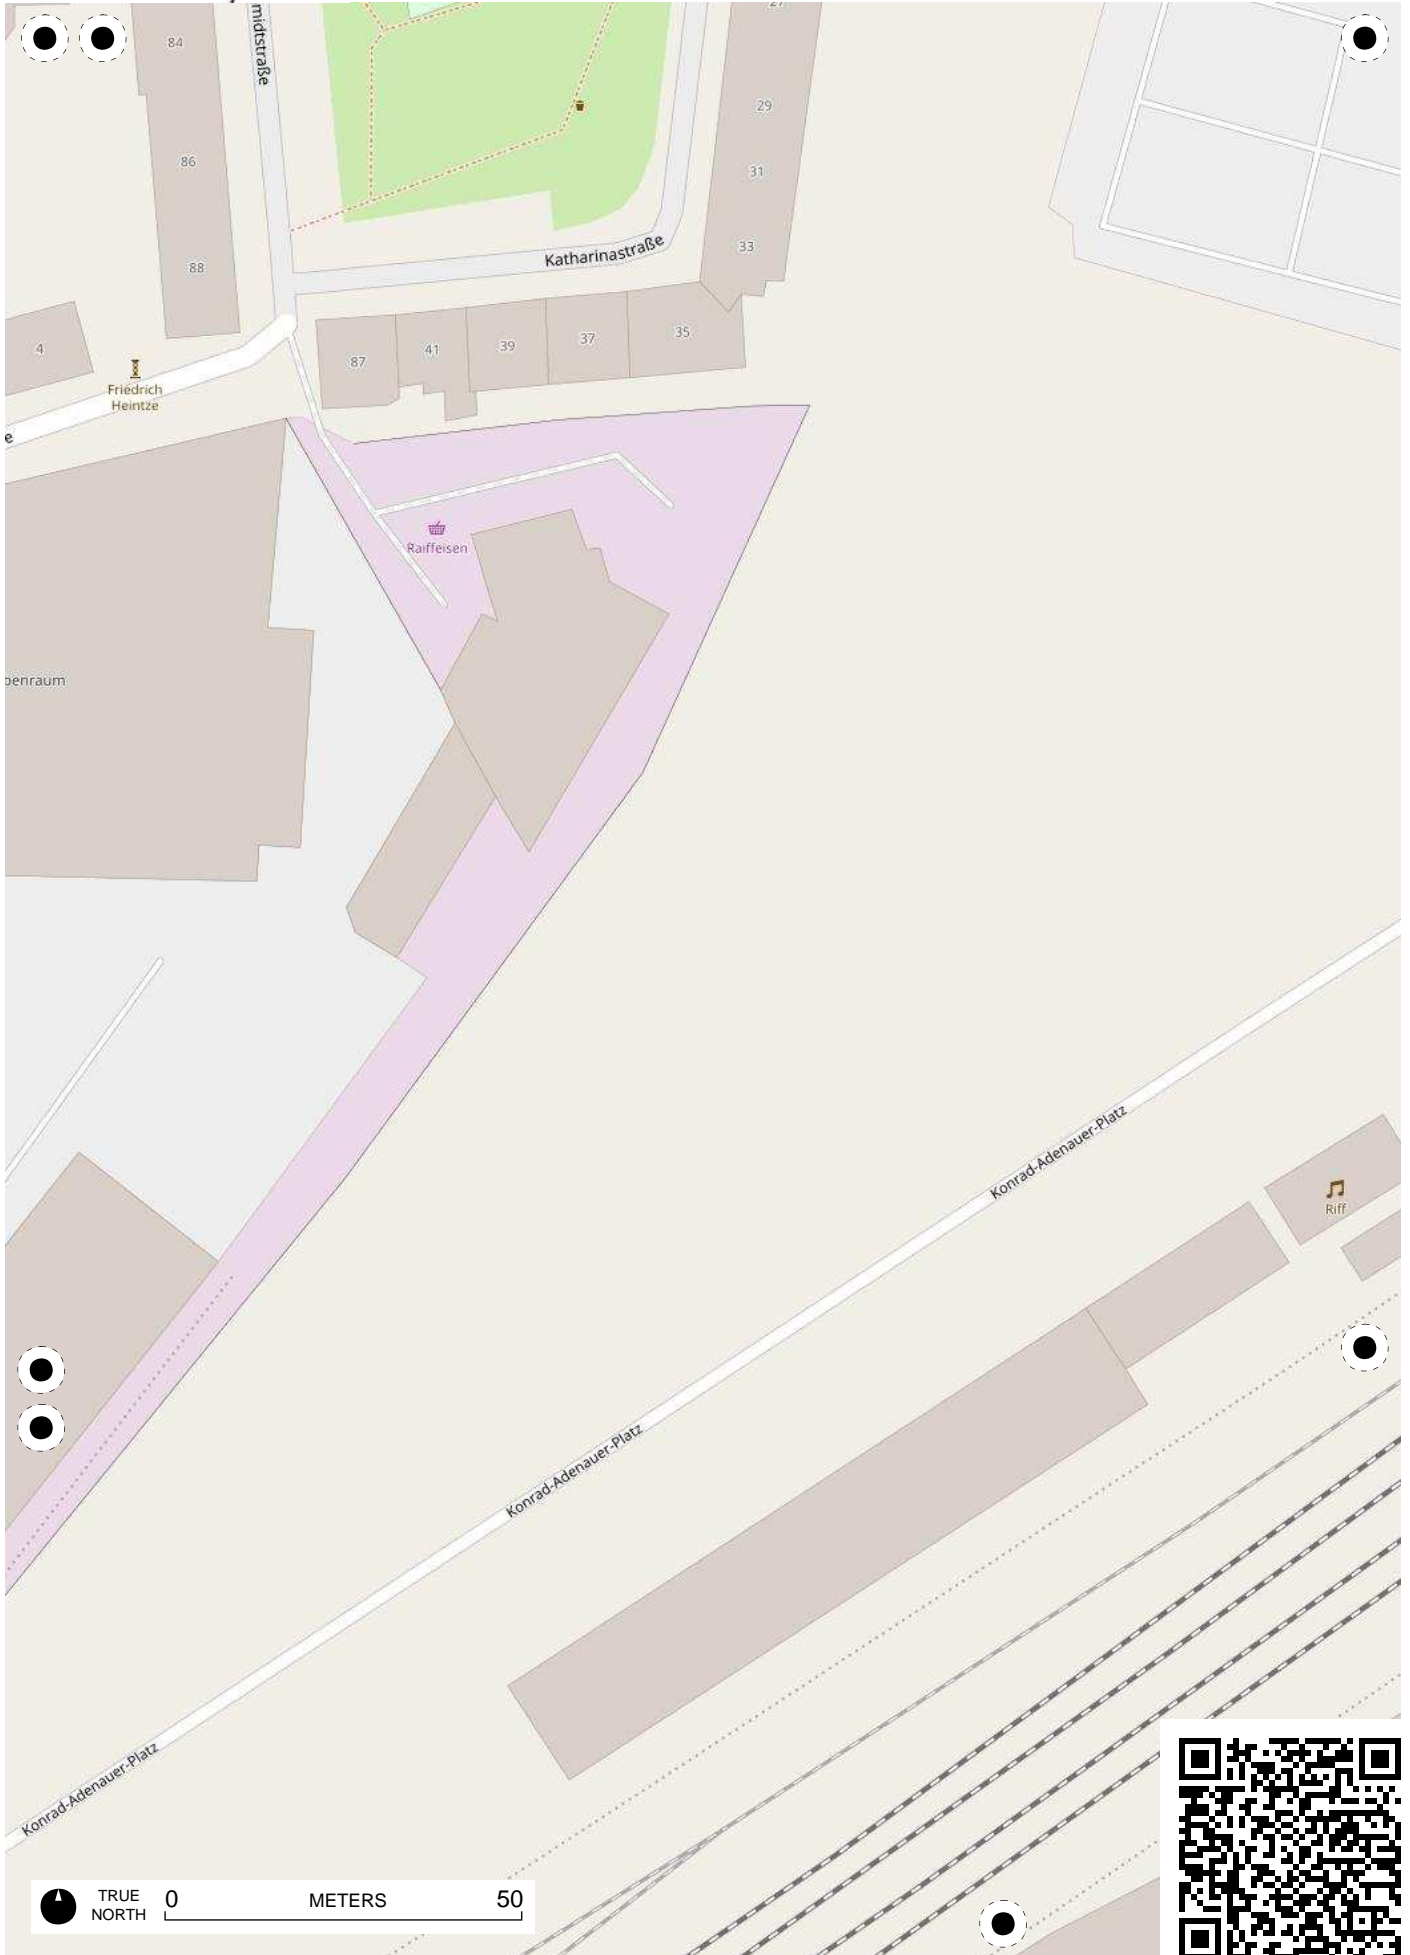 84
midtstraße
27
29
86
31
33
Katharinastraße
88
4
87
41
39
37
35
Friedrich
Heintze
e
Raiffeisen
benraum
Konrad-Adenauer-Platz
Riff
Konrad-Adenauer-Platz
Konrad-Adenauer-Platz
TRUE
NORTH
0 METERS 50